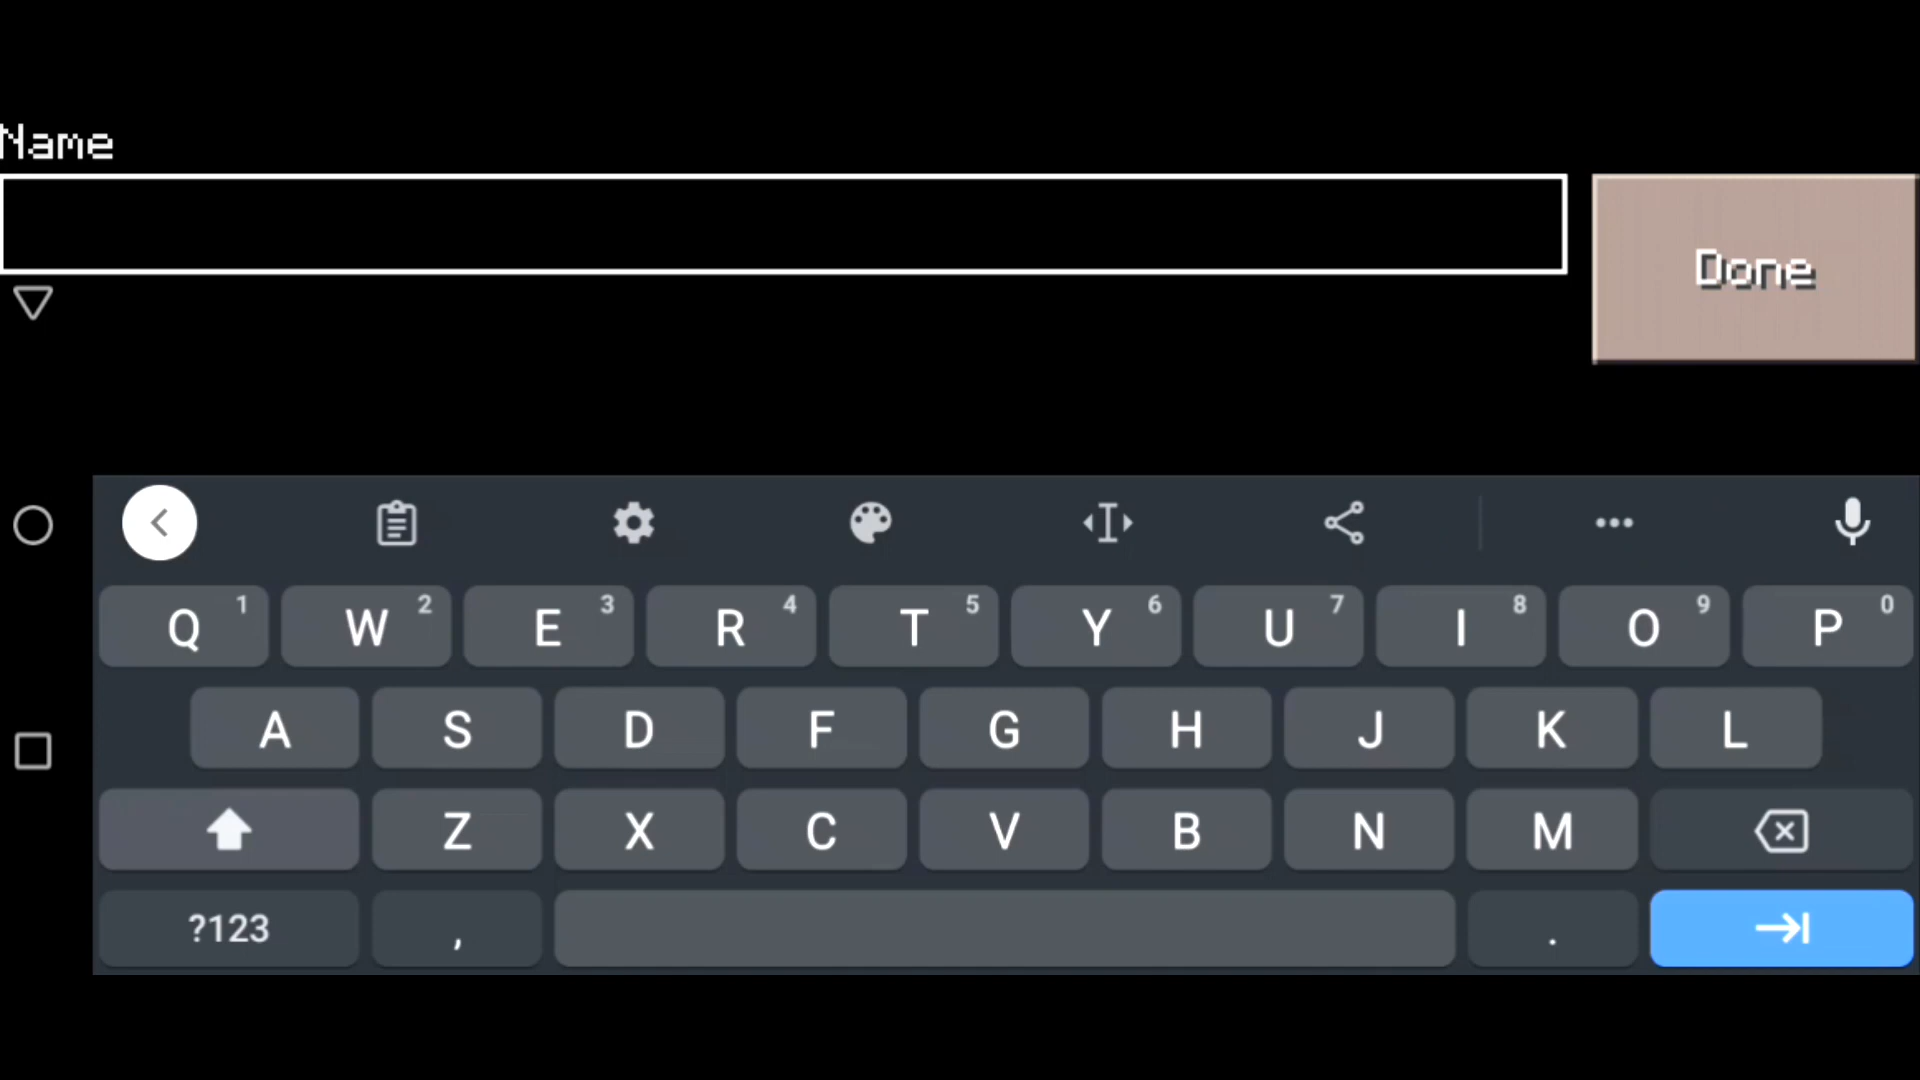 Name
Done
Q 1 W 2 E 3 R 4 T 5 Y 6 U 7 I 8 O 9 P 0
A S D F G H J K L
Z X C V B N M
?123 , .